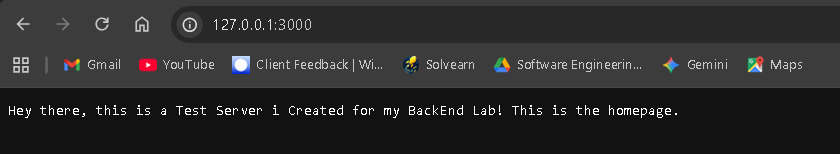 127.0.0.1:3000
Gmail YouTube Client Feedback | Wi... Solvearn Software Engineerin... Gemini Maps
Hey there, this is a Test Server i Created for my BackEnd Lab! This is the homepage.